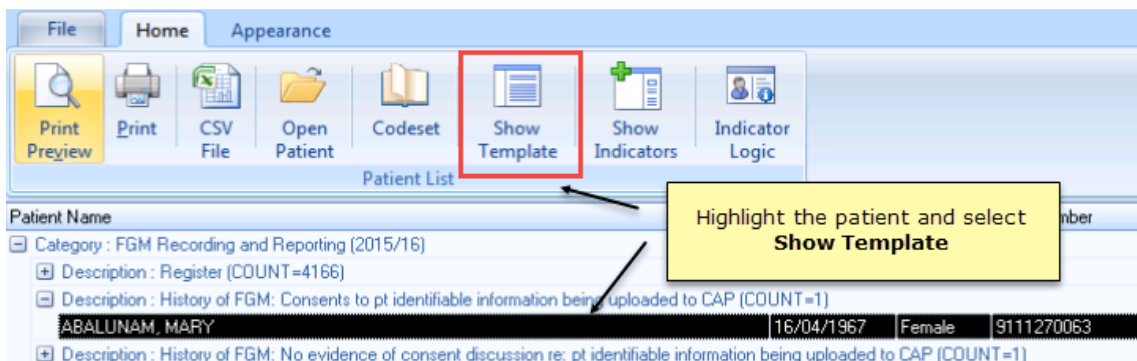 File Home Appearance
Print Preview Print CSV File Open Patient Codeset Show Template Show Indicators Indicator Logic
Patient List
Highlight the patient and select
Show Template
Patient Name mber
Category : FGM Recording and Reporting (2015/16)
Description : Register (COUNT=4166)
Description : History of FGM: Consents to pt identifiable information being uploaded to CAP (COUNT=1)
ABALUNAM, MARY 16/04/1967 Female 9111270063
Description : History of FGM: No evidence of consent discussion re: pt identifiable information being uploaded to CAP (COUNT=1)